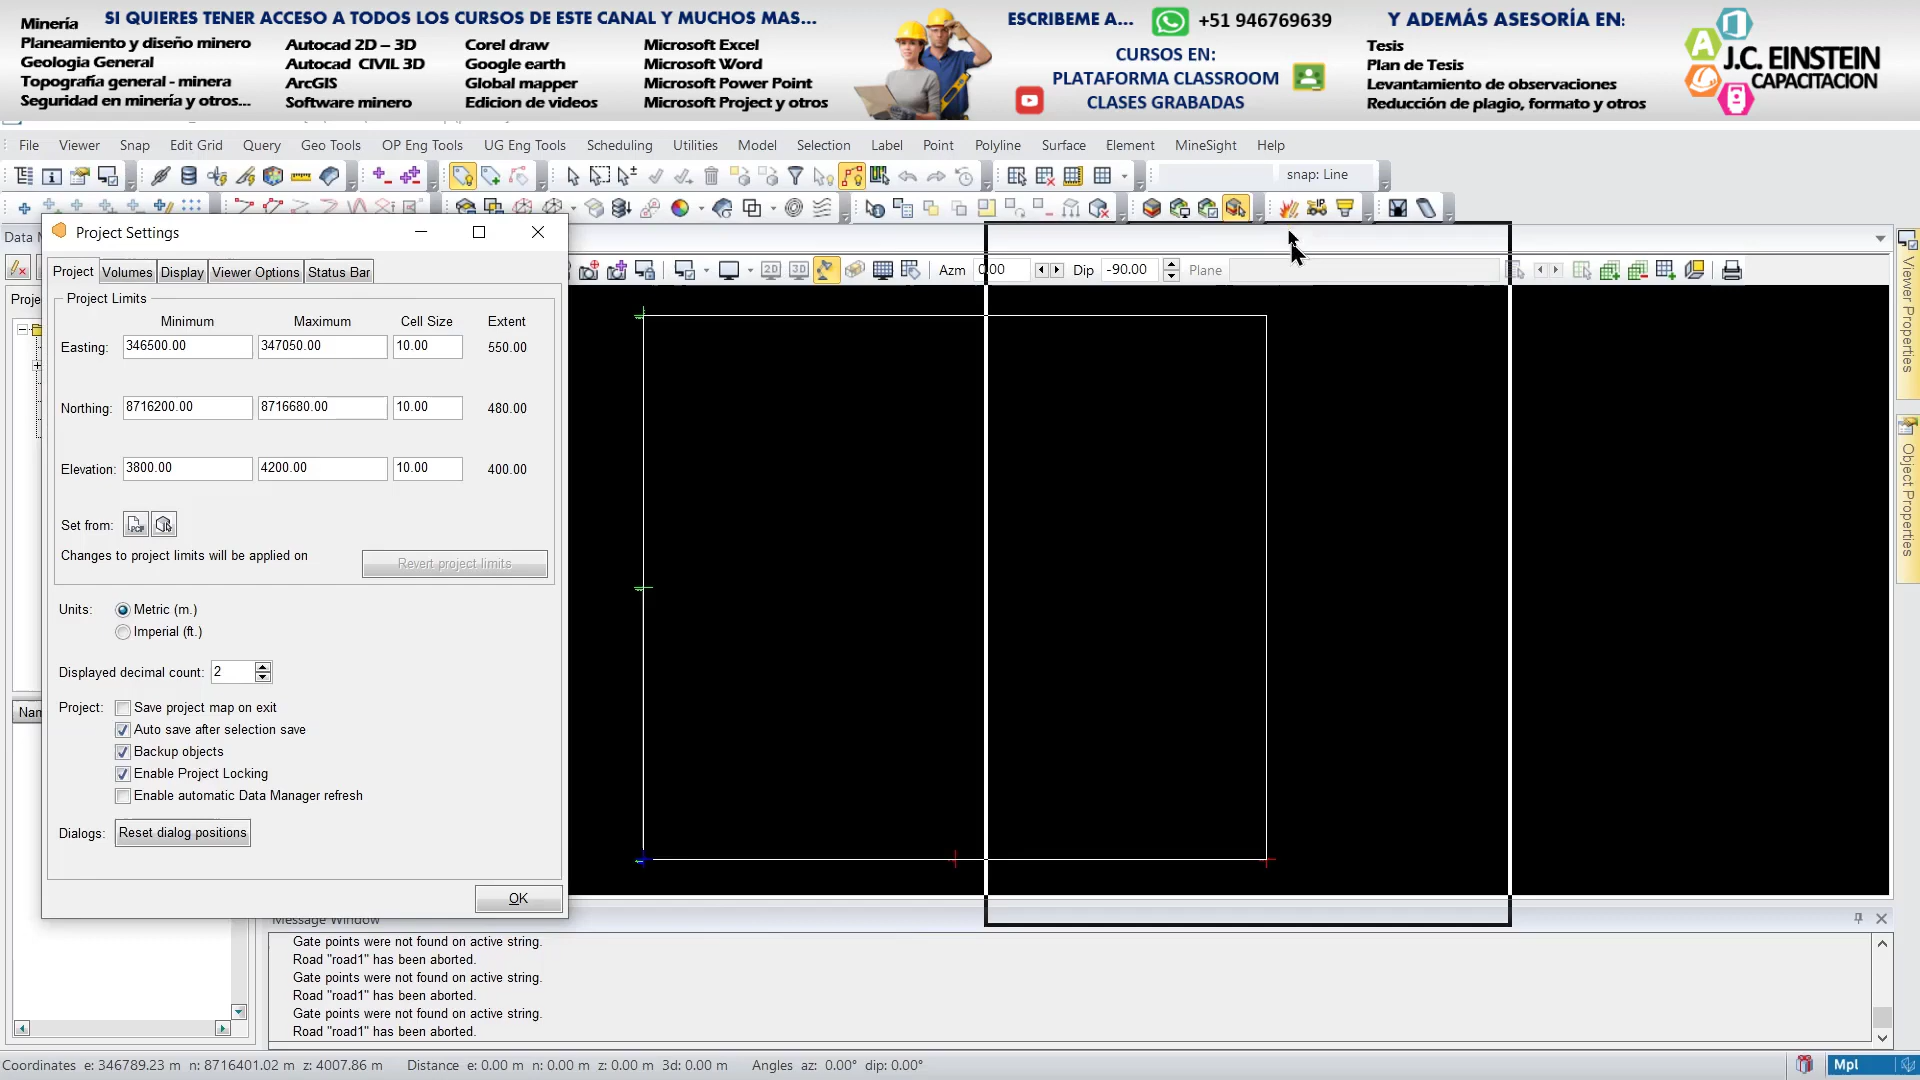 SI QUIERES TENER ACCESO A TODOS LOS CURSOS DE ESTE CANAL Y MUCHOS MAS...
Minería
Planeamiento y diseño minero
Geologia General
Topografía general - minera
Seguridad en minería y otros...
Autocad 2D – 3D
Autocad CIVIL 3D
ArcGIS
Software minero
Corel draw
Google earth
Global mapper
Edicion de videos
Microsoft Excel
Microsoft Word
Microsoft Power Point
Microsoft Project y otros
ESCRIBEME A...
+51 946769639
CURSOS EN:
PLATAFORMA CLASSROOM
CLASES GRABADAS
Y ADEMÁS ASESORÍA EN:
Tesis
Plan de Tesis
Levantamiento de observaciones
Reducción de plagio, formato y otros
J.C. EINSTEIN
CAPACITACION
File Viewer Snap Edit Grid Query Geo Tools OP Eng Tools UG Eng Tools Scheduling Utilities Model Selection Label Point Polyline Surface Element MineSight Help
snap: Line
Data
Project Settings
Project Volumes Display Viewer Options Status Bar
2D 3D Azm 0.00 Dip -90.00 Plane
Project Limits
Minimum Maximum Cell Size Extent
Easting: 346500.00 347050.00 10.00 550.00
Northing: 8716200.00 8716680.00 10.00 480.00
Elevation: 3800.00 4200.00 10.00 400.00
Set from:
Changes to project limits will be applied on
Revert project limits
Units: Metric (m.)
Imperial (ft.)
Displayed decimal count: 2
Project: Save project map on exit
Auto save after selection save
Backup objects
Enable Project Locking
Enable automatic Data Manager refresh
Dialogs: Reset dialog positions
OK
Viewer Properties
Object Properties
Message Window
Gate points were not found on active string.
Road "road1" has been aborted.
Gate points were not found on active string.
Road "road1" has been aborted.
Gate points were not found on active string.
Road "road1" has been aborted.
Coordinates e: 346789.23 m n: 8716401.02 m z: 4007.86 m Distance e: 0.00 m n: 0.00 m z: 0.00 m 3d: 0.00 m Angles az: 0.00° dip: 0.00°
Mpl